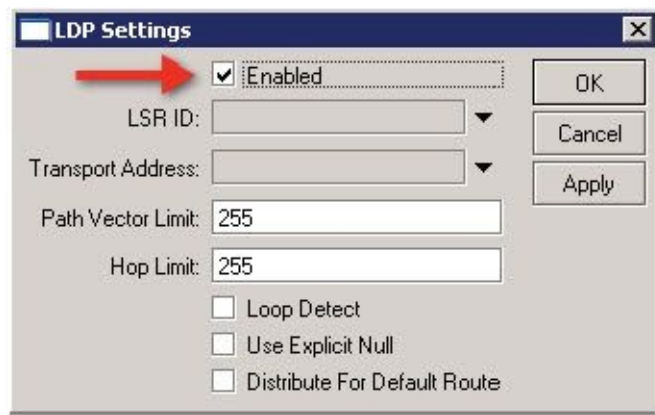 LDP Settings
Enabled
OK
LSR ID:
Cancel
Transport Address:
Apply
Path Vector Limit: 255
Hop Limit: 255
Loop Detect
Use Explicit Null
Distribute For Default Route